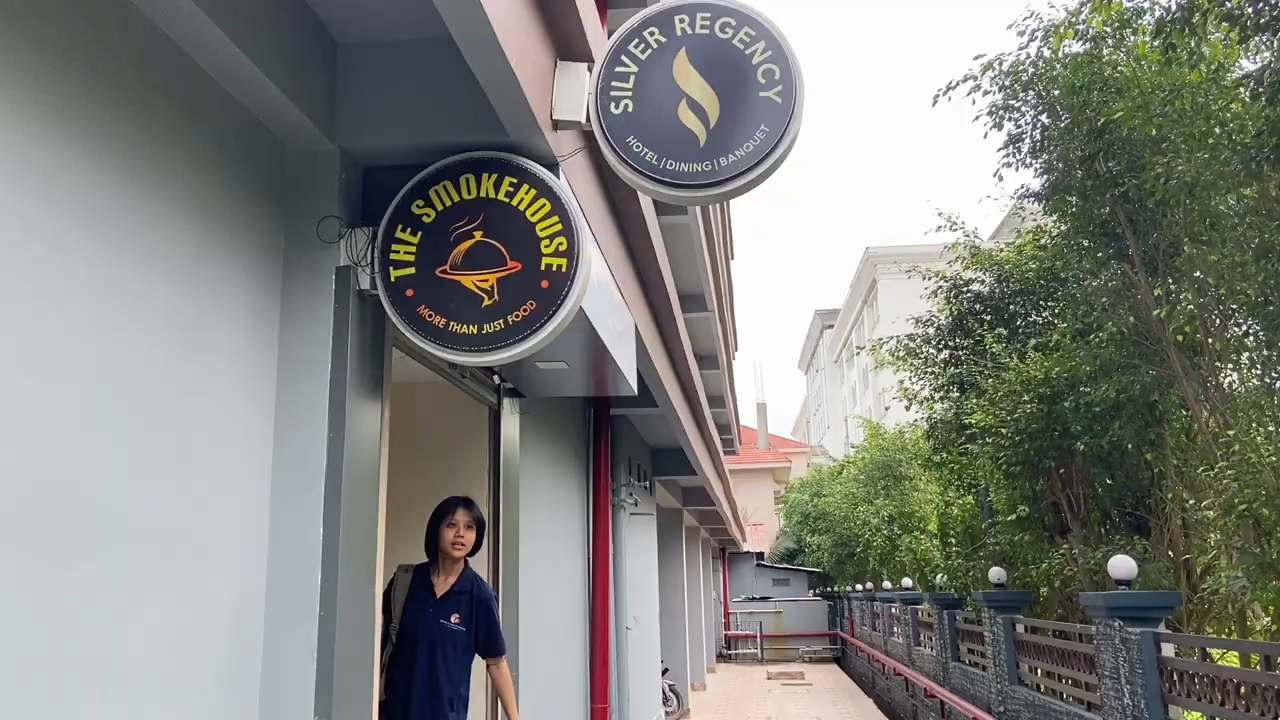 SILVER REGENCY
HOTEL | DINING | BANQUET
THE SMOKEHOUSE
• MORE THAN JUST FOOD •